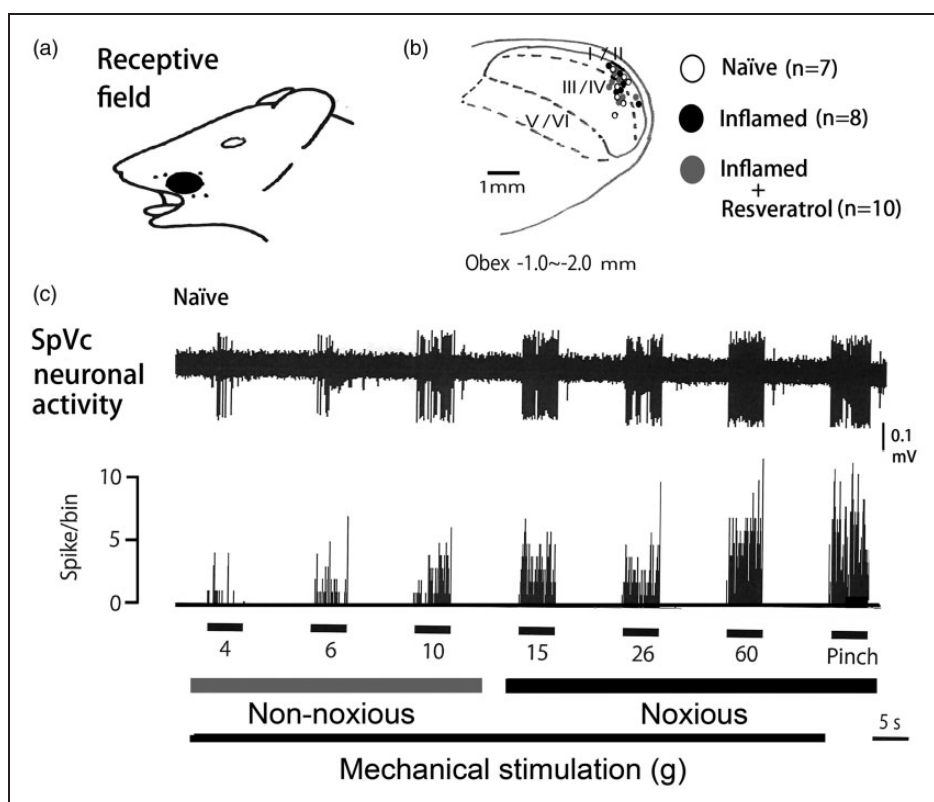 (a)
Receptive
field
(b)
I / II
III/IV
V/VI
1mm
Obex -1.0~-2.0 mm
Naïve (n=7)
Inflamed (n=8)
Inflamed
+
Resveratrol (n=10)
(c)
Naïve
SpVc
neuronal
activity
0.1
mV
Spike/bin
10
5
0
4 6 10 15 26 60 Pinch
Non-noxious Noxious
5 s
Mechanical stimulation (g)